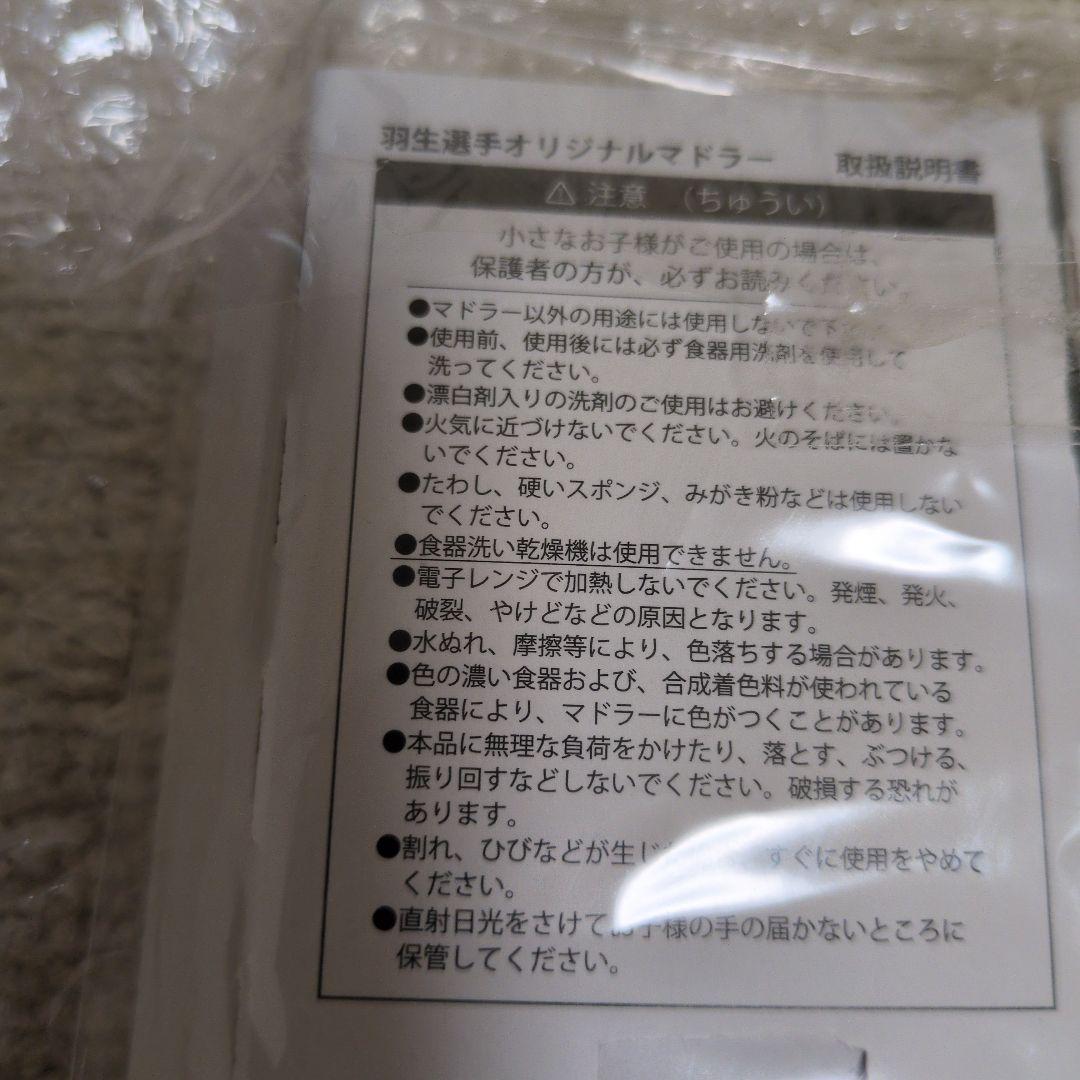 羽生選手オリジナルマドラー 取扱説明書
⚠ 注意 （ちゅうい）
小さなお子様がご使用の場合は、
保護者の方が、必ずお読みください。
●マドラー以外の用途には使用しないで下
●使用前、使用後には必ず食器用洗剤を使用して
洗ってください。
●漂白剤入りの洗剤のご使用はお避けください。
●火気に近づけないでください。火のそばには置かな
いでください。
●たわし、硬いスポンジ、みがき粉などは使用しない
でください。
●食器洗い乾燥機は使用できません。
●電子レンジで加熱しないでください。発煙、発火、
破裂、やけどなどの原因となります。
●水ぬれ、摩擦等により、色落ちする場合があります。
●色の濃い食器および、合成着色料が使われている
食器により、マドラーに色がつくことがあります。
●本品に無理な負荷をかけたり、落とす、ぶつける、
振り回すなどしないでください。破損する恐れが
あります。
●割れ、ひびなどが生じ すぐに使用をやめて
ください。
●直射日光をさけてお子様の手の届かないところに
保管してください。